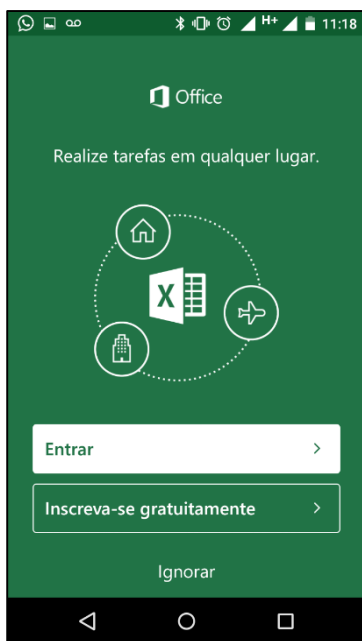 H+ 11:18
Office
Realize tarefas em qualquer lugar.
X
Entrar
Inscreva-se gratuitamente
Ignorar